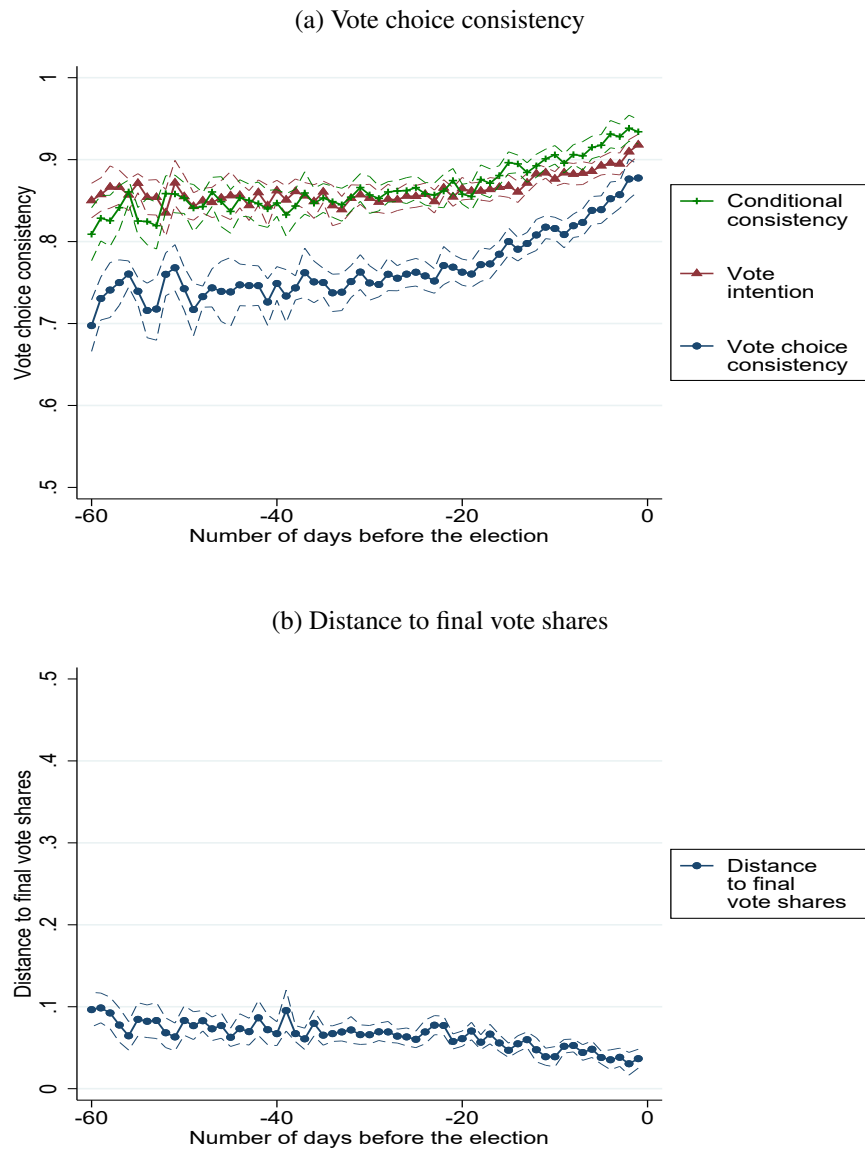 (a) Vote choice consistency
Vote choice consistency
1
.9
.8
.7
.6
.5
-60
-40
-20
0
Number of days before the election
Conditional
consistency
Vote
intention
Vote choice
consistency
(b) Distance to final vote shares
Distance to final vote shares
.5
.4
.3
.2
.1
0
-60
-40
-20
0
Number of days before the election
Distance
to final
vote shares